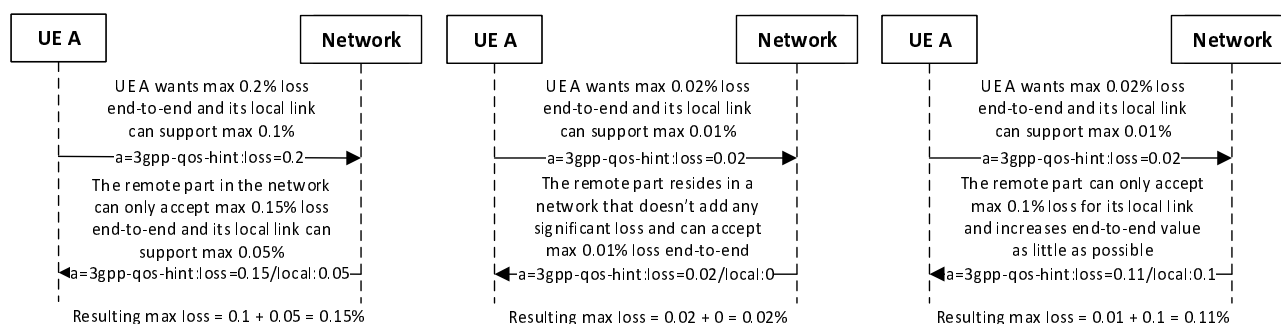 UE A
Network
UE A wants max 0.2% loss
end-to-end and its local link
can support max 0.1%
a=3gpp-qos-hint:loss=0.2
The remote part in the network
can only accept max 0.15% loss
end-to-end and its local link can
support max 0.05%
a=3gpp-qos-hint:loss=0.15/local:0.05
Resulting max loss = 0.1 + 0.05 = 0.15%
UE A
Network
UE A wants max 0.02% loss
end-to-end and its local link
can support max 0.01%
a=3gpp-qos-hint:loss=0.02
The remote part resides in a
network that doesn't add any
significant loss and can accept
max 0.01% loss end-to-end
a=3gpp-qos-hint:loss=0.02/local:0
Resulting max loss = 0.02 + 0 = 0.02%
UE A
Network
UE A wants max 0.02% loss
end-to-end and its local link
can support max 0.01%
a=3gpp-qos-hint:loss=0.02
The remote part can only accept
max 0.1% loss for its local link
and increases end-to-end value
as little as possible
a=3gpp-qos-hint:loss=0.11/local:0.1
Resulting max loss = 0.01 + 0.1 = 0.11%